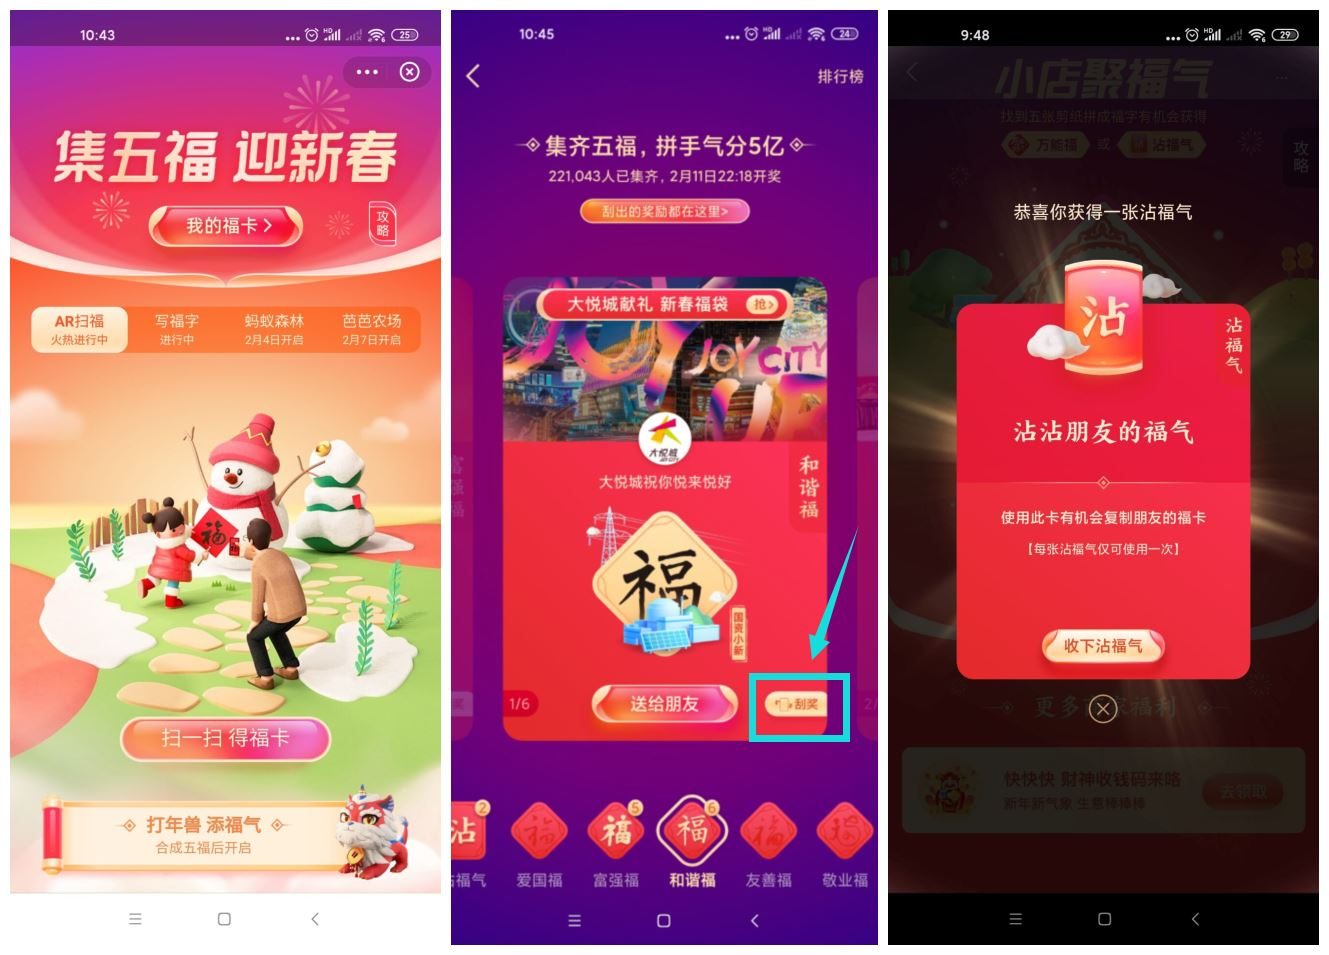 10:43
25
集五福 迎新春
我的福卡 >
攻略
AR扫福
火热进行中
写福字
进行中
蚂蚁森林
2月4日开启
芭芭农场
2月7日开启
福
扫一扫 得福卡
打年兽 添福气
合成五福后开启
10:45
24
排行榜
集齐五福，拼手气分5亿
221,043人已集齐，2月11日22:18开奖
刮出的奖励都在这里>
大悦城献礼 新春福袋
抢>
JOY CITY
大悦城
大悦城祝你悦来悦好
和谐福
富强福
福
国资小新
1/6
送给朋友
刮奖
奖
2/
沾
2
福
福
5
福
6
沾福气
爱国福
富强福
和谐福
友善福
敬业福
9:48
29
小店聚福气
找到五张剪纸拼成福字有机会获得
万能福
或
沾福气
攻略
恭喜你获得一张沾福气
沾
沾福气
沾沾朋友的福气
使用此卡有机会复制朋友的福卡
【每张沾福气仅可使用一次】
收下沾福气
快快快 财神收钱码来咯
新年新气象 生意棒棒棒
去领取